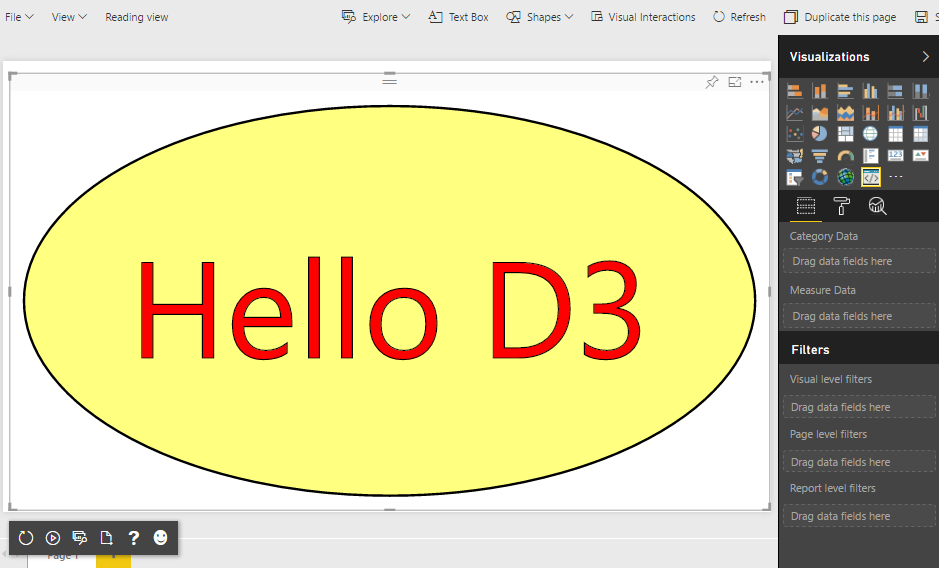 File View Reading view Explore Text Box Shapes Visual Interactions Refresh Duplicate this page
Visualizations
123
Hello D3
Category Data
Drag data fields here
Measure Data
Drag data fields here
Filters
Visual level filters
Drag data fields here
Page level filters
Drag data fields here
Report level filters
Drag data fields here
Page 1